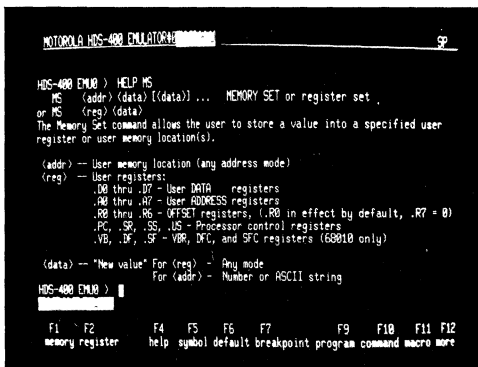 MOTOROLA HDS-400 EMULATOR#0
SP
HDS-400 EMU0 > HELP MS
MS <addr> <data> [<data>] ... MEMORY SET or register set
or MS <reg> <data>
The Memory Set command allows the user to store a value into a specified user
register or user memory location(s).
<addr> -- User memory location (any address mode)
<reg> -- User registers:
.D0 thru .D7 - User DATA registers
.A0 thru .A7 - User ADDRESS registers
.R0 thru .R6 - OFFSET registers, (.R0 in effect by default, .R7 = 0)
.PC, .SR, .SS, .US - Processor control registers
.VB, .DF, .SF - VBR, DFC, and SFC registers (68010 only)
<data> -- "New value" For <reg> - Any mode
For <addr> - Number or ASCII string
HDS-400 EMU0 >
F1 F2 F4 F5 F6 F7 F9 F10 F11 F12
memory register help symbol default breakpoint program command macro more